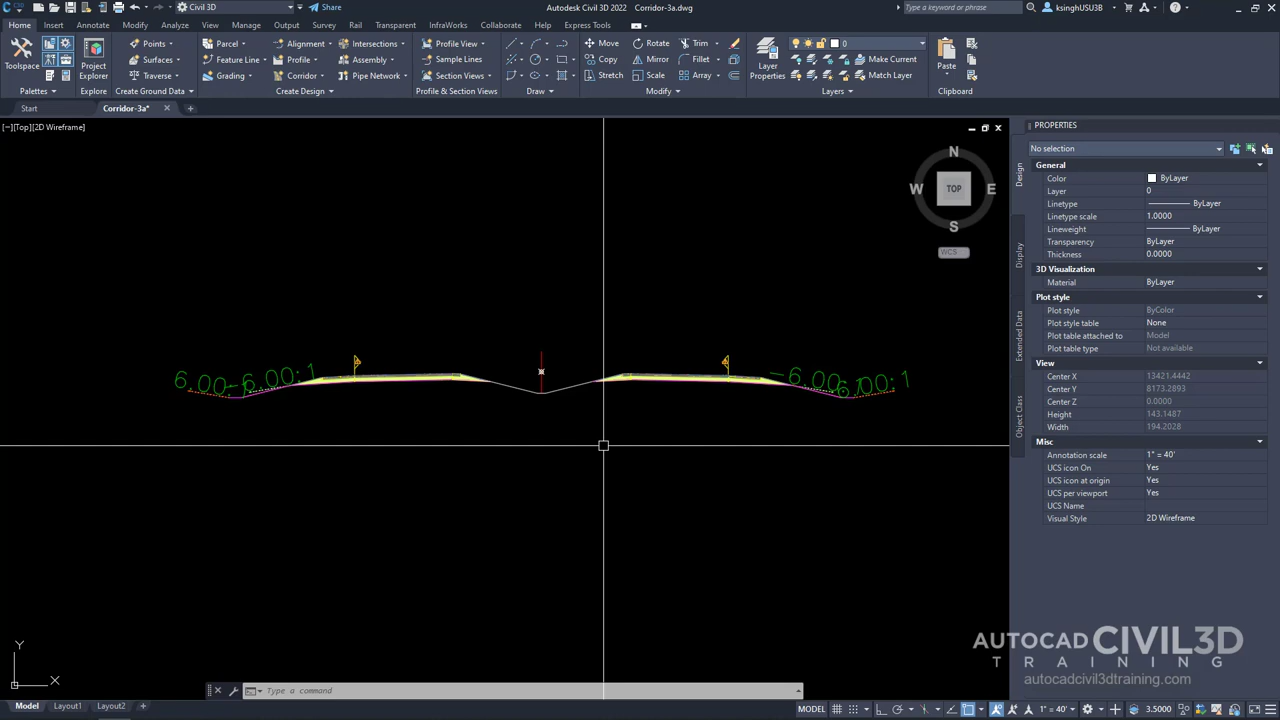 Civil 3D
Share
Autodesk Civil 3D 2022
Corridor-3a.dwg
Type a keyword or phrase
ksinghUSU3B
Home
Insert
Annotate
Modify
Analyze
View
Manage
Output
Survey
Rail
Transparent
InfraWorks
Collaborate
Help
Express Tools
Toolspace
Project
Explorer
Points
Surfaces
Traverse
Parcel
Feature Line
Grading
Alignment
Profile
Corridor
Intersections
Assembly
Pipe Network
Profile View
Sample Lines
Section Views
Move
Copy
Stretch
Rotate
Mirror
Scale
Trim
Fillet
Array
Layer
Properties
0
Make Current
Match Layer
Paste
Palettes
Explore
Create Ground Data
Create Design
Profile & Section Views
Draw
Modify
Layers
Clipboard
Start
Corridor-3a*
[−][Top][2D Wireframe]
N
W
TOP
E
S
WCS
6.00
-6.00:1
-6.00
6.00:1
PROPERTIES
No selection
Design
Display
Extended Data
Object Class
General
Color ByLayer
Layer 0
Linetype ByLayer
Linetype scale 1.0000
Lineweight ByLayer
Transparency ByLayer
Thickness 0.0000
3D Visualization
Material ByLayer
Plot style
Plot style ByColor
Plot style table None
Plot table attached to Model
Plot table type Not available
View
Center X 13421.4442
Center Y 8173.2893
Center Z 0.0000
Height 143.1487
Width 194.2028
Misc
Annotation scale 1" = 40'
UCS icon On Yes
UCS icon at origin Yes
UCS per viewport Yes
UCS Name
Visual Style 2D Wireframe
Y
X
AUTOCAD CIVIL3D
TRAINING
autocadcivil3dtraining.com
Type a command
Model
Layout1
Layout2
MODEL
1" = 40'
3.5000